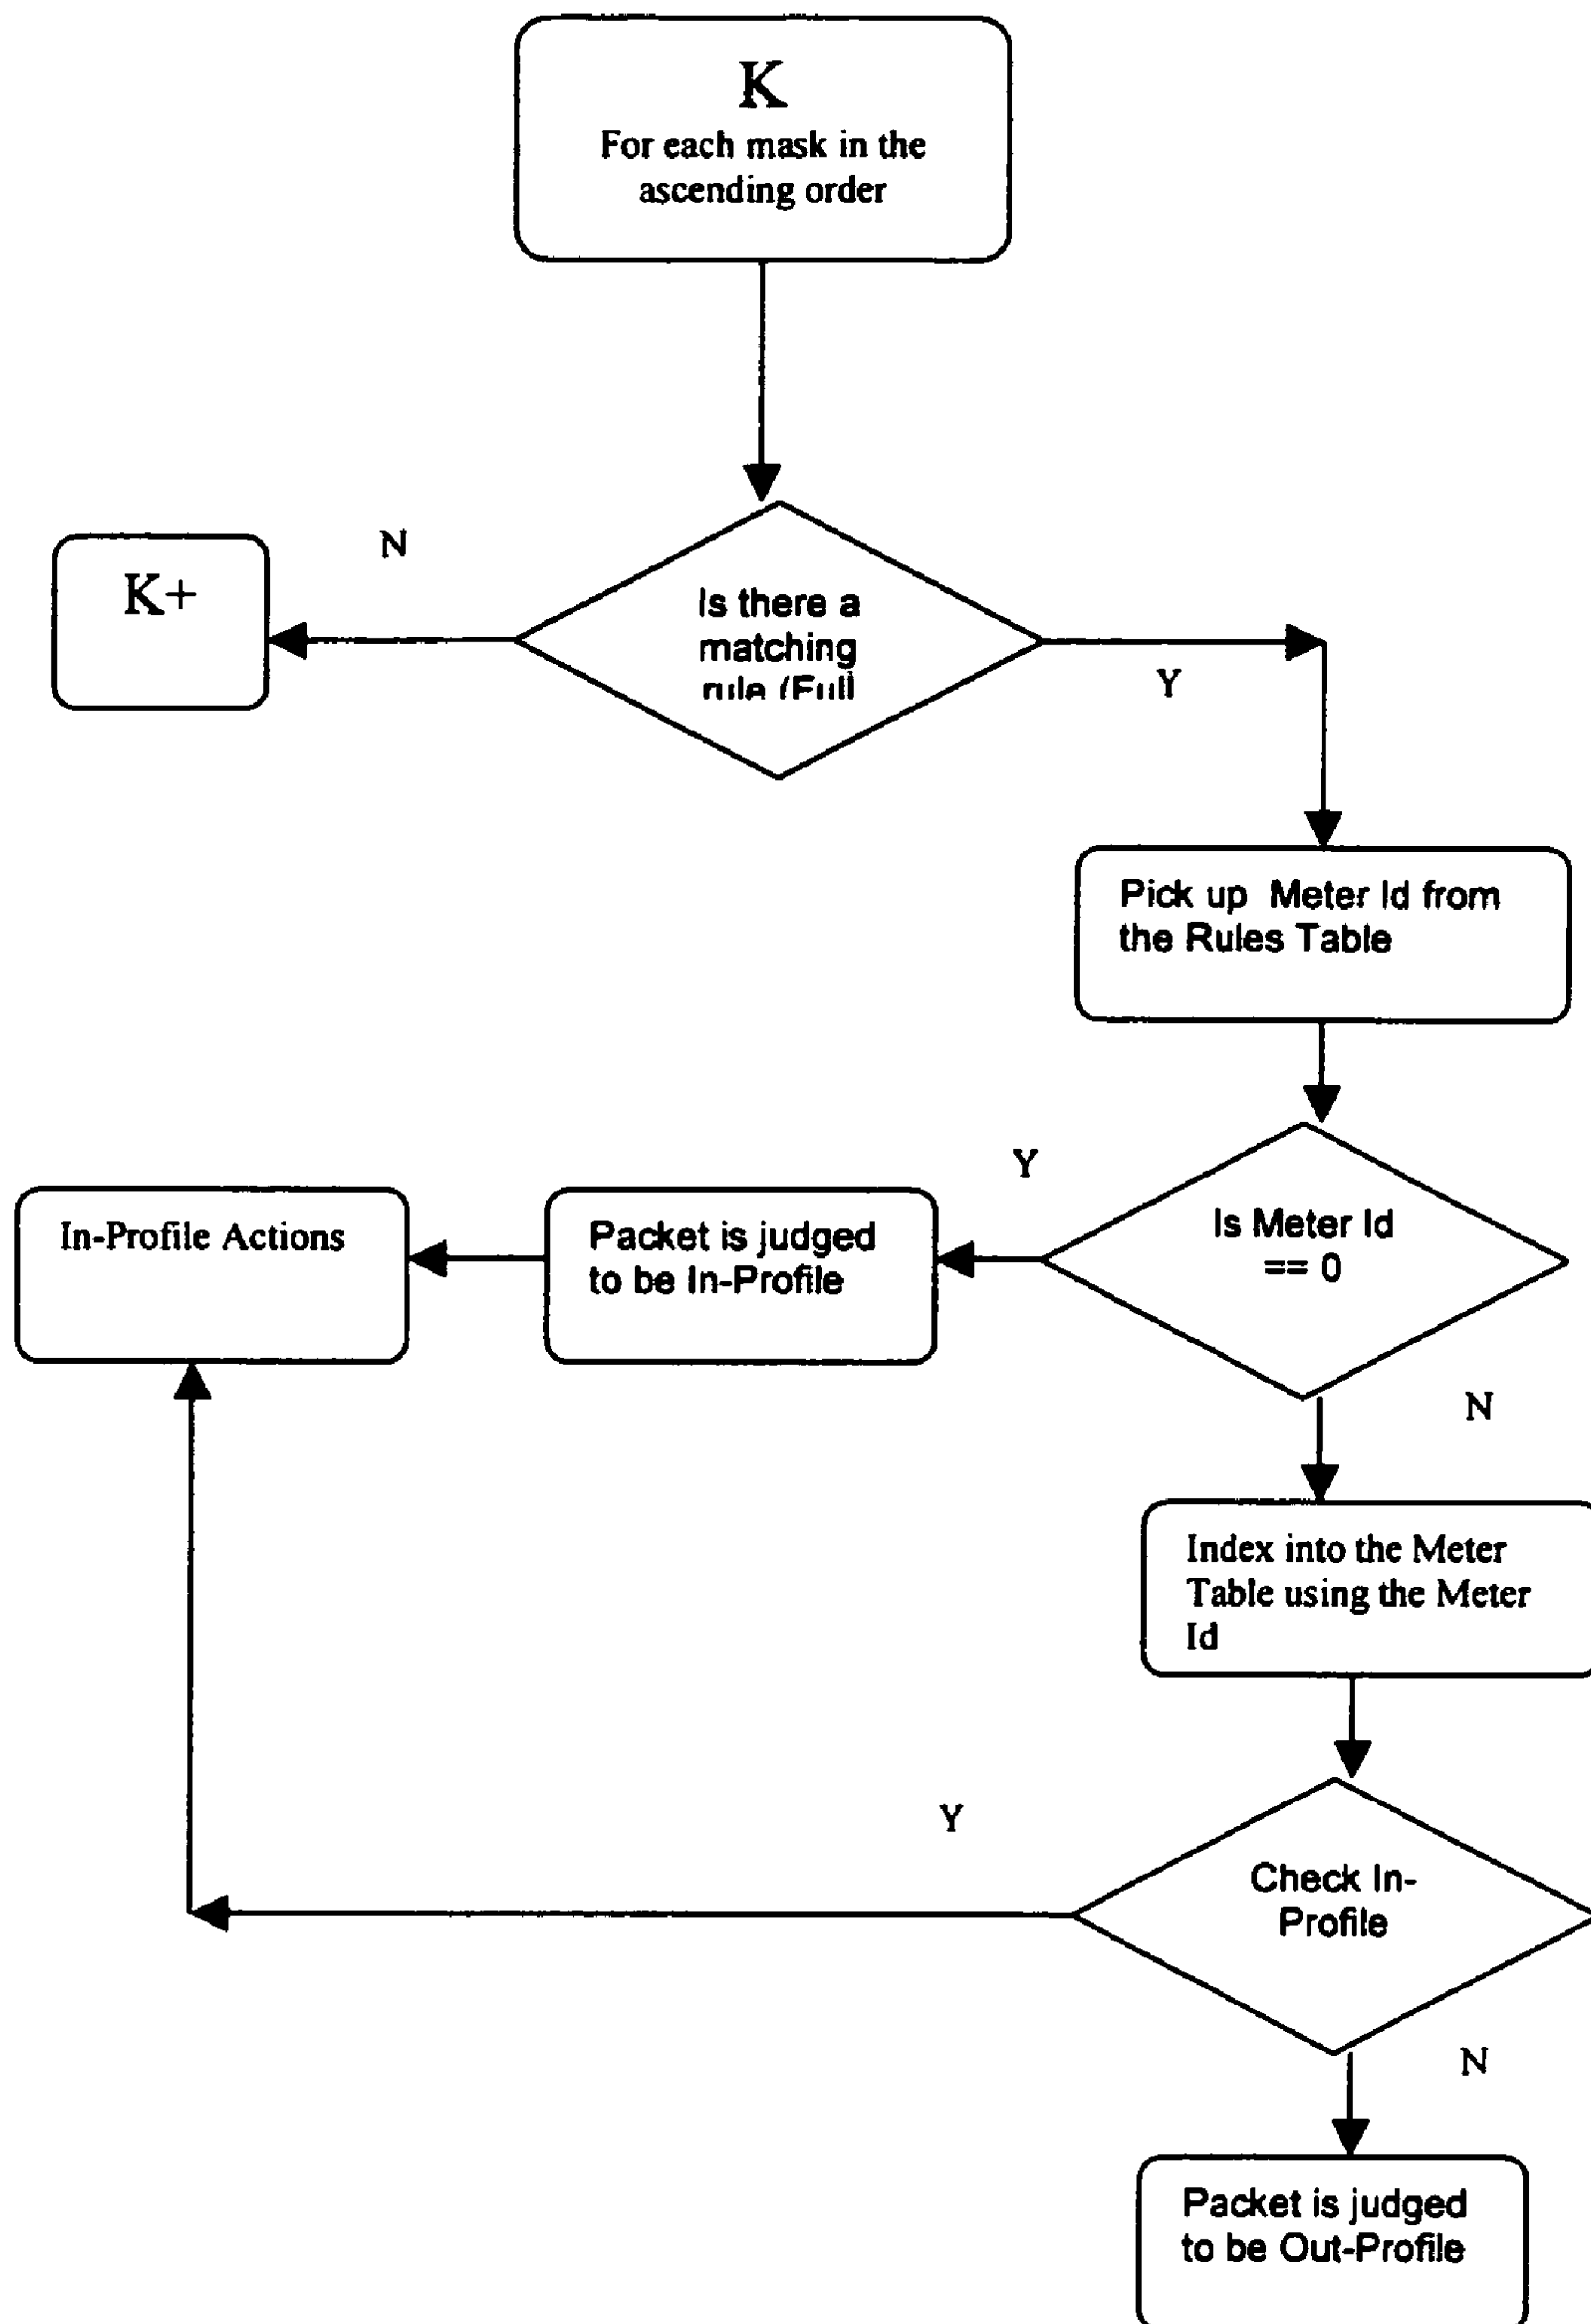 K
For each mask in the
ascending order
N
K+
Is there a
matching
rule (Full
Y
Pick up Meter Id from
the Rules Table
Y
In-Profile Actions
Packet is judged
to be In-Profile
Is Meter Id
== 0
N
Index into the Meter
Table using the Meter
Id
Y
Check In-
Profile
N
Packet is judged
to be Out-Profile